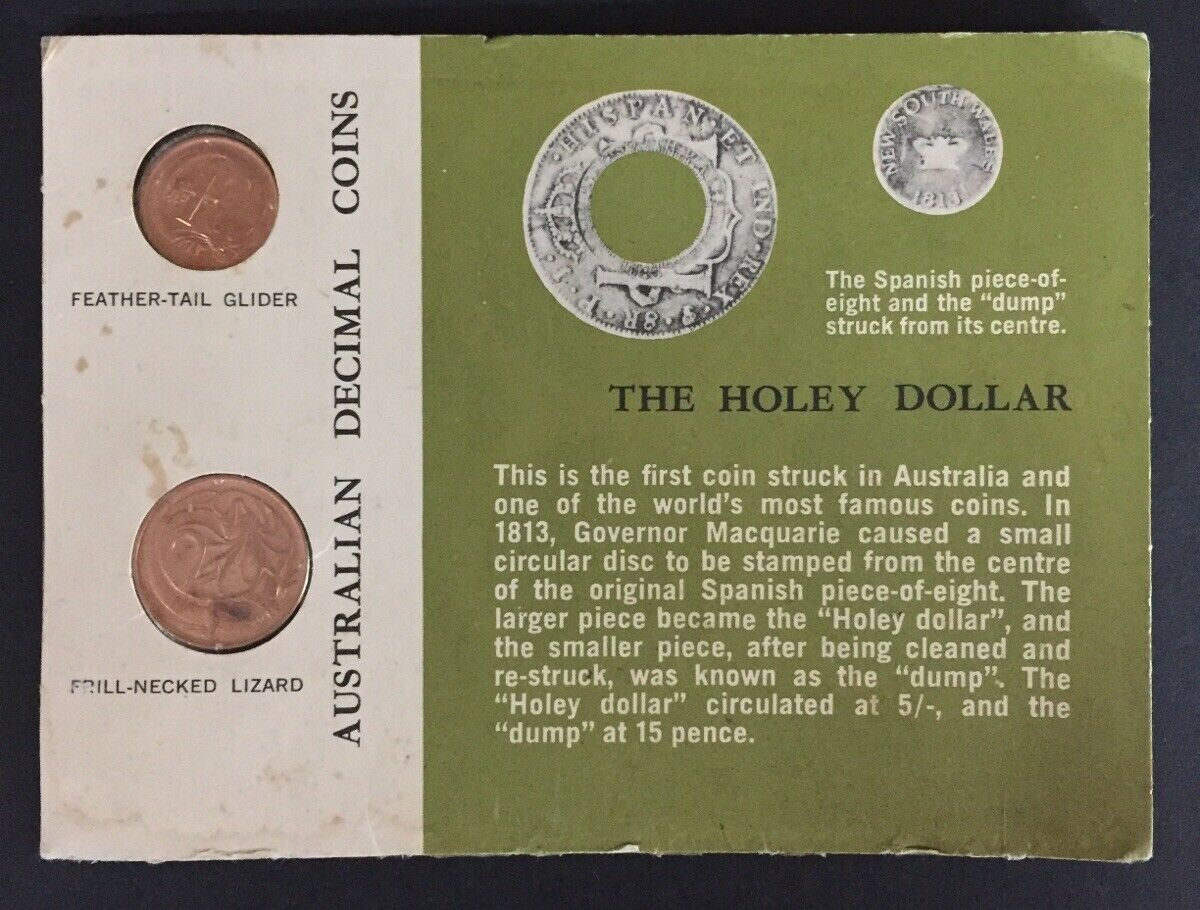 FEATHER-TAIL GLIDER
FRILL-NECKED LIZARD
AUSTRALIAN DECIMAL COINS
HISPAN·ET IND·REX
8R
NEW SOUTH WALES
1813
The Spanish piece-of-
eight and the “dump”
struck from its centre.
THE HOLEY DOLLAR
This is the first coin struck in Australia and
one of the world's most famous coins. In
1813, Governor Macquarie caused a small
circular disc to be stamped from the centre
of the original Spanish piece-of-eight. The
larger piece became the “Holey dollar”, and
the smaller piece, after being cleaned and
re-struck, was known as the “dump”. The
“Holey dollar” circulated at 5/-, and the
“dump” at 15 pence.